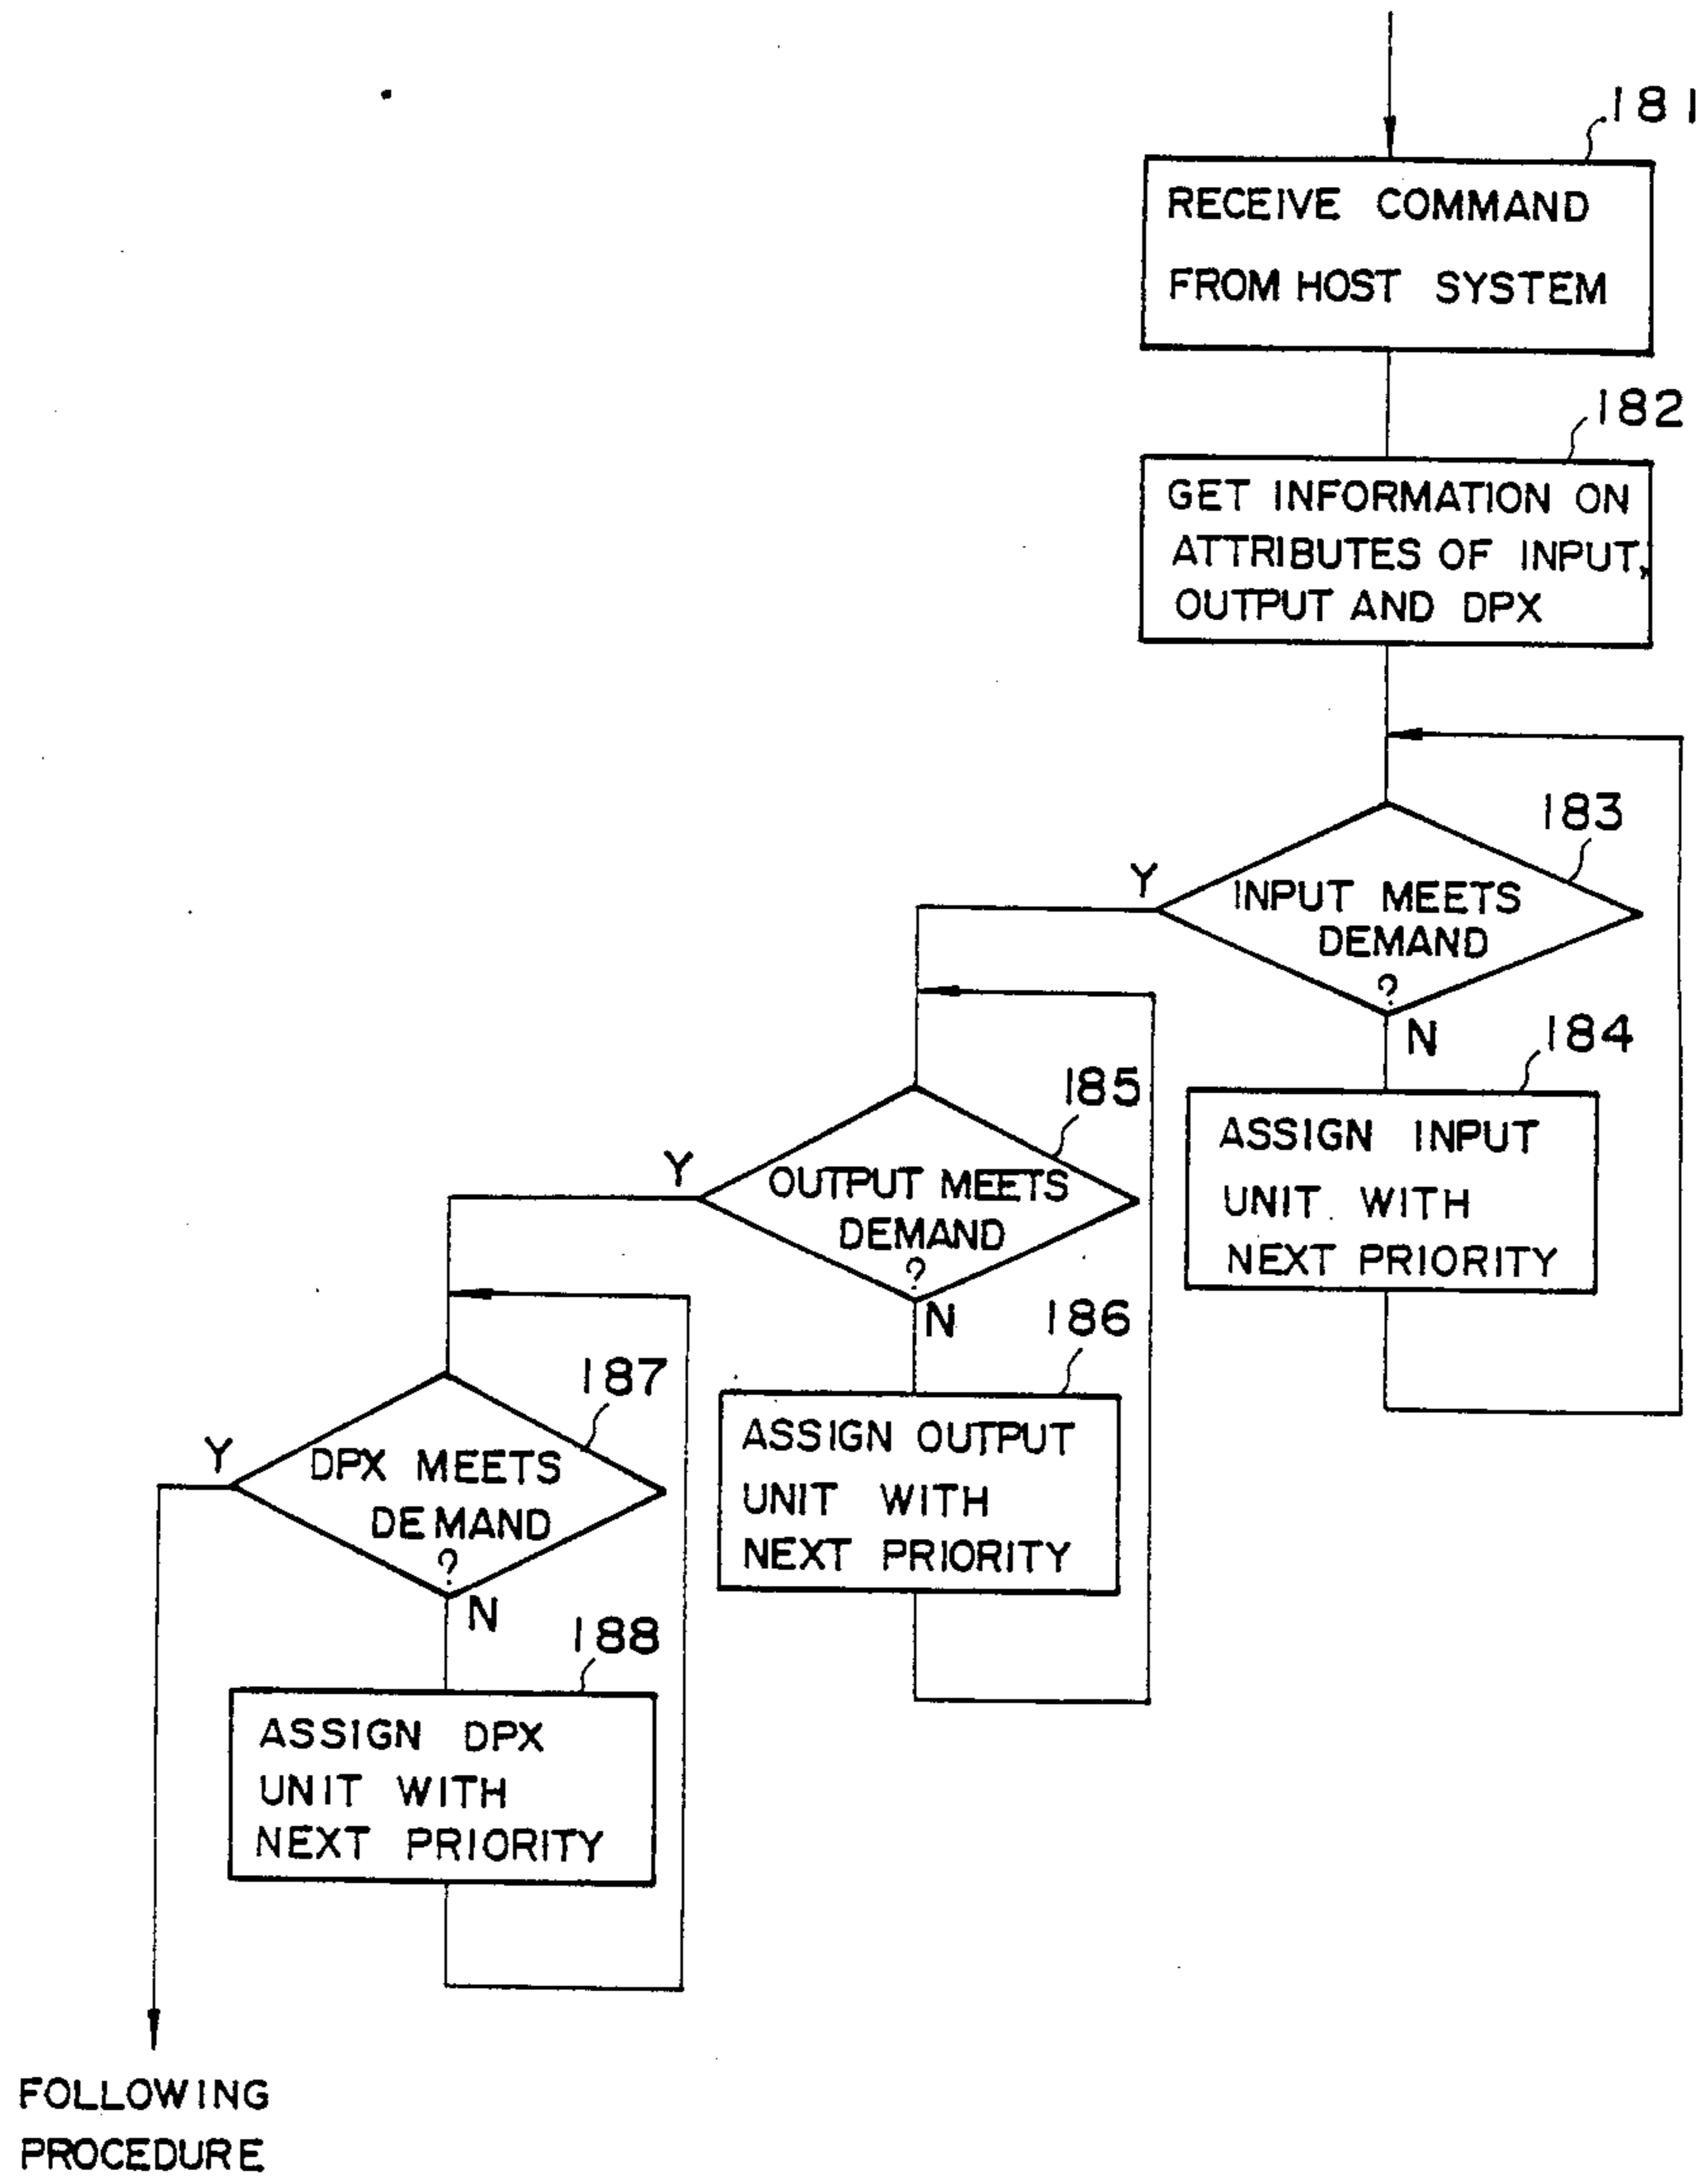 181
RECEIVE COMMAND
FROM HOST SYSTEM
182
GET INFORMATION ON
ATTRIBUTES OF INPUT,
OUTPUT AND DPX
183
Y
INPUT MEETS
DEMAND
?
N
184
ASSIGN INPUT
UNIT WITH
NEXT PRIORITY
185
Y
OUTPUT MEETS
DEMAND
?
N
186
ASSIGN OUTPUT
UNIT WITH
NEXT PRIORITY
187
Y
DPX MEETS
DEMAND
?
N
188
ASSIGN DPX
UNIT WITH
NEXT PRIORITY
FOLLOWING
PROCEDURE